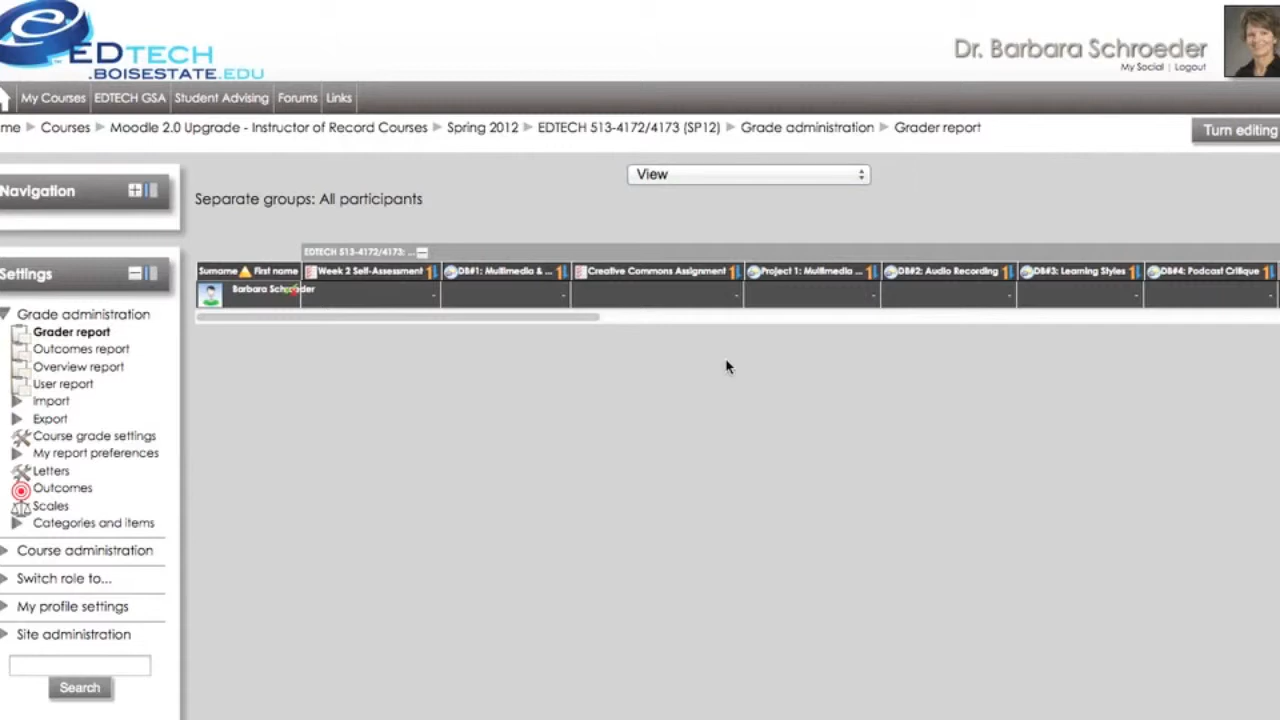 EDTECH
.BOISESTATE.EDU
Dr. Barbara Schroeder
My Social | Logout
My Courses EDTECH GSA Student Advising Forums Links
me Courses Moodle 2.0 Upgrade - Instructor of Record Courses Spring 2012 EDTECH 513-4172/4173 (SP12) Grade administration Grader report
Turn editing
Navigation
View
Separate groups: All participants
EDTECH 513-4172/4173: ...
Surname First name Week 2 Self-Assessment DB#1: Multimedia & ... Creative Commons Assignment Project 1: Multimedia ... DB#2: Audio Recording DB#3: Learning Styles DB#4: Podcast Critique
Barbara Schroeder - - - - - - -
Settings
Grade administration
Grader report
Outcomes report
Overview report
User report
Import
Export
Course grade settings
My report preferences
Letters
Outcomes
Scales
Categories and items
Course administration
Switch role to...
My profile settings
Site administration
Search